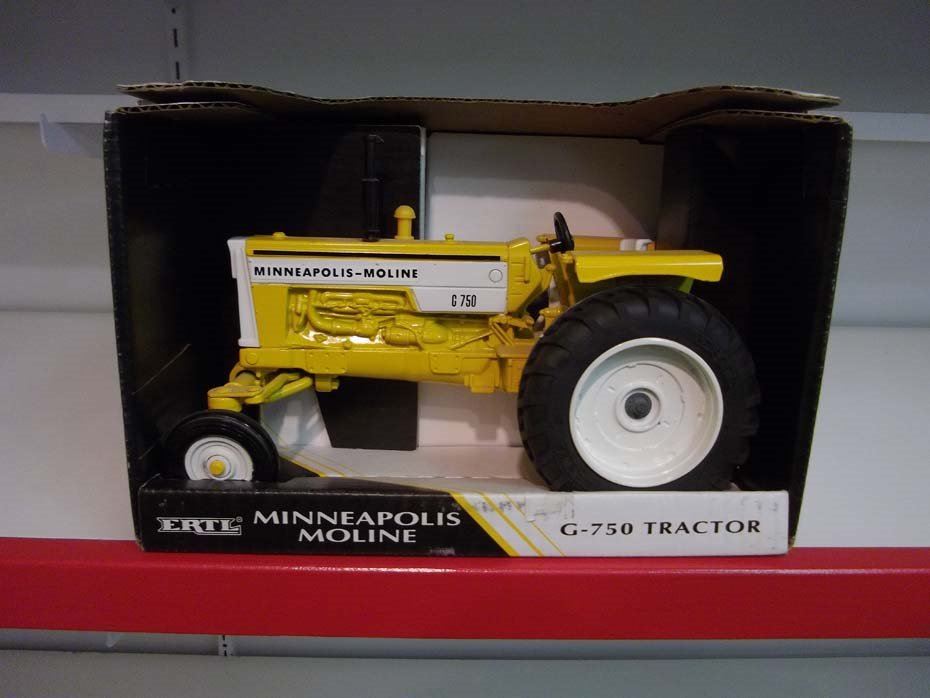 MINNEAPOLIS-MOLINE
G 750
ERTL®
MINNEAPOLIS
MOLINE
G-750 TRACTOR